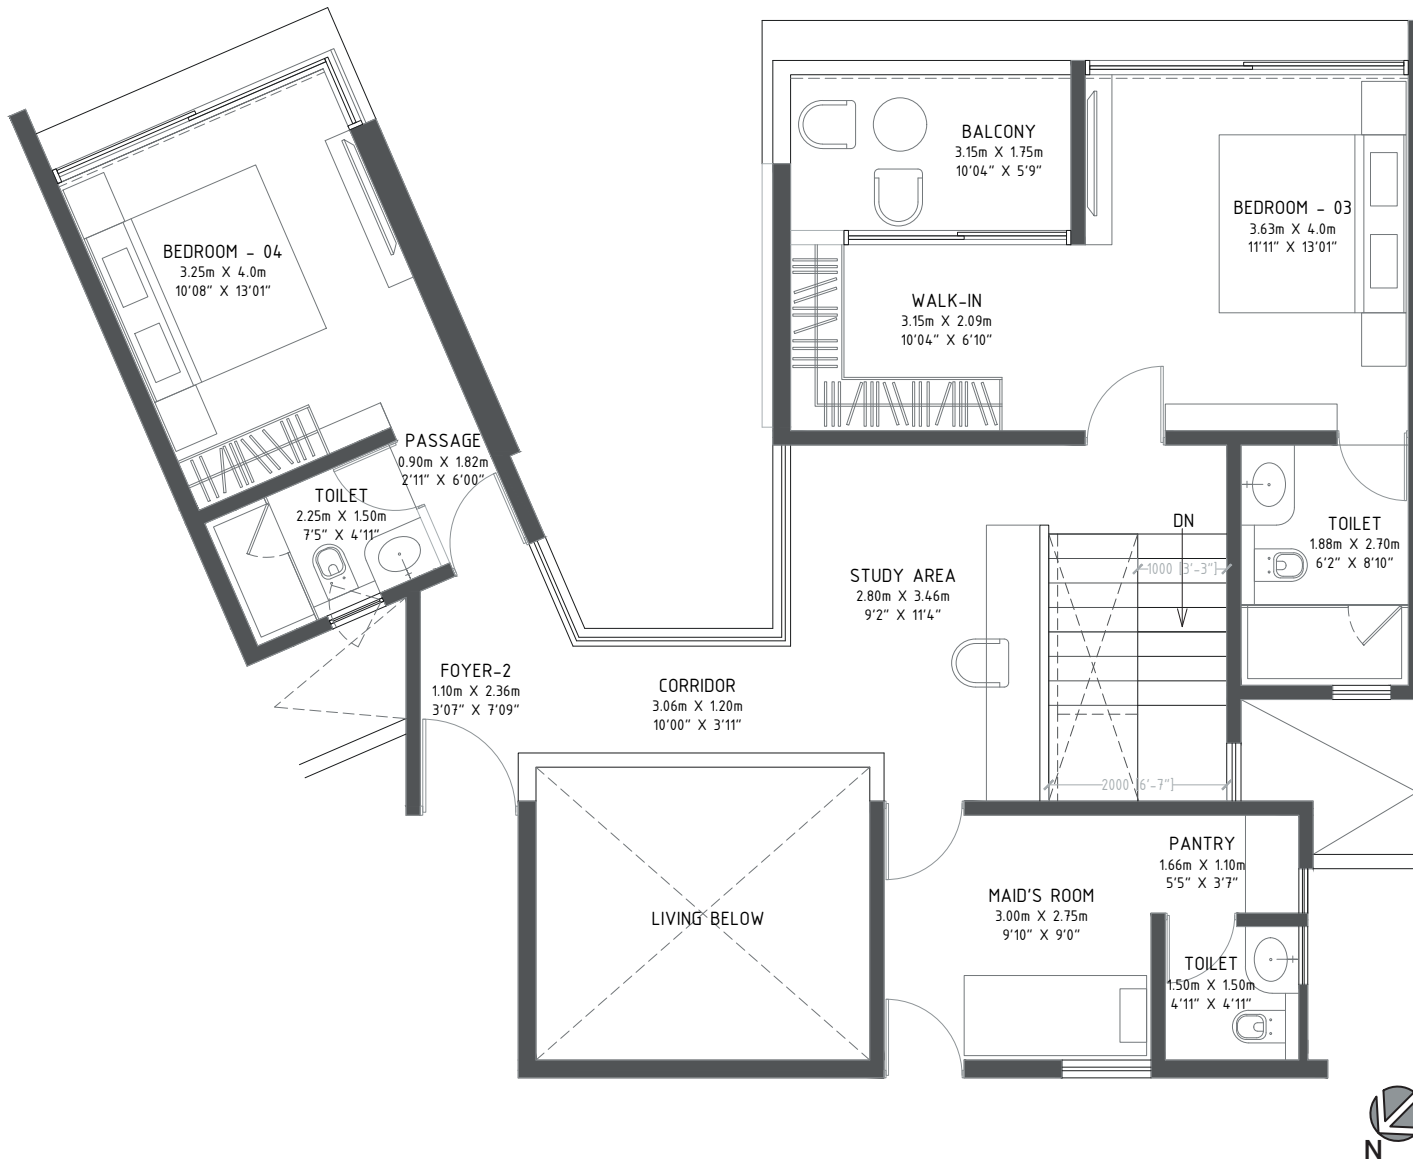 BALCONY
3.15m X 1.75m
10'04" X 5'9"
BEDROOM - 03
3.63m X 4.0m
11'11" X 13'01"
BEDROOM - 04
3.25m X 4.0m
10'08" X 13'01"
WALK-IN
3.15m X 2.09m
10'04" X 6'10"
PASSAGE
0.90m X 1.82m
2'11" X 6'00"
TOILET
2.25m X 1.50m
7'5" X 4'11"
DN
TOILET
1.88m X 2.70m
6'2" X 8'10"
1000 [3'-3"]
STUDY AREA
2.80m X 3.46m
9'2" X 11'4"
FOYER-2
1.10m X 2.36m
3'07" X 7'09"
CORRIDOR
3.06m X 1.20m
10'00" X 3'11"
2000 [6'-7"]
PANTRY
1.66m X 1.10m
5'5" X 3'7"
MAID'S ROOM
3.00m X 2.75m
9'10" X 9'0"
LIVING BELOW
TOILET
1.50m X 1.50m
4'11" X 4'11"
N